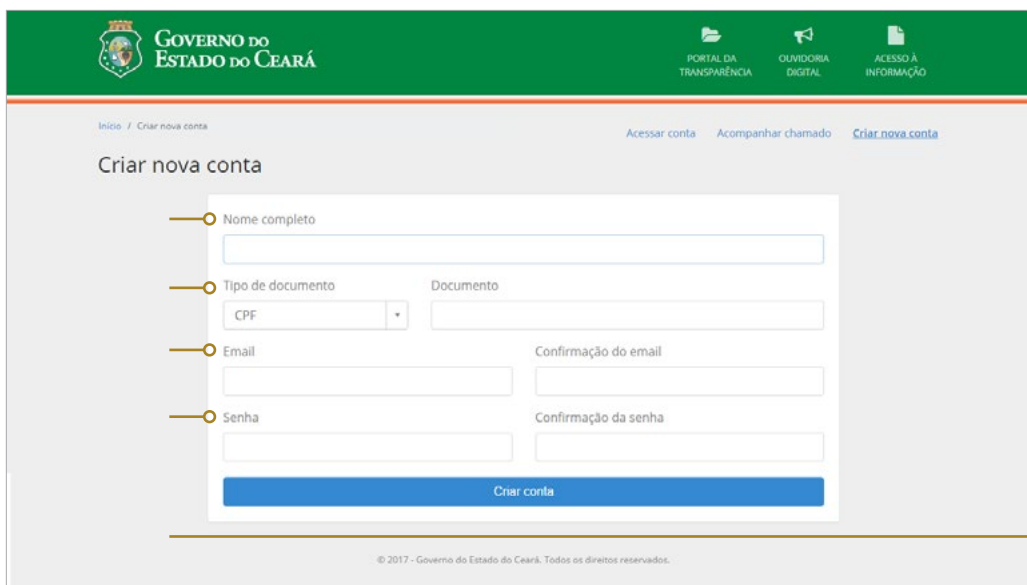 GOVERNO DO
ESTADO DO CEARÁ
PORTAL DA
TRANSPARÊNCIA
OUVIDORIA
DIGITAL
ACESSO À
INFORMAÇÃO
Início / Criar nova conta
Acessar conta Acompanhar chamado Criar nova conta
Criar nova conta
Nome completo
Tipo de documento Documento
CPF
Email Confirmação do email
Senha Confirmação da senha
Criar conta
© 2017 - Governo do Estado do Ceará. Todos os direitos reservados.